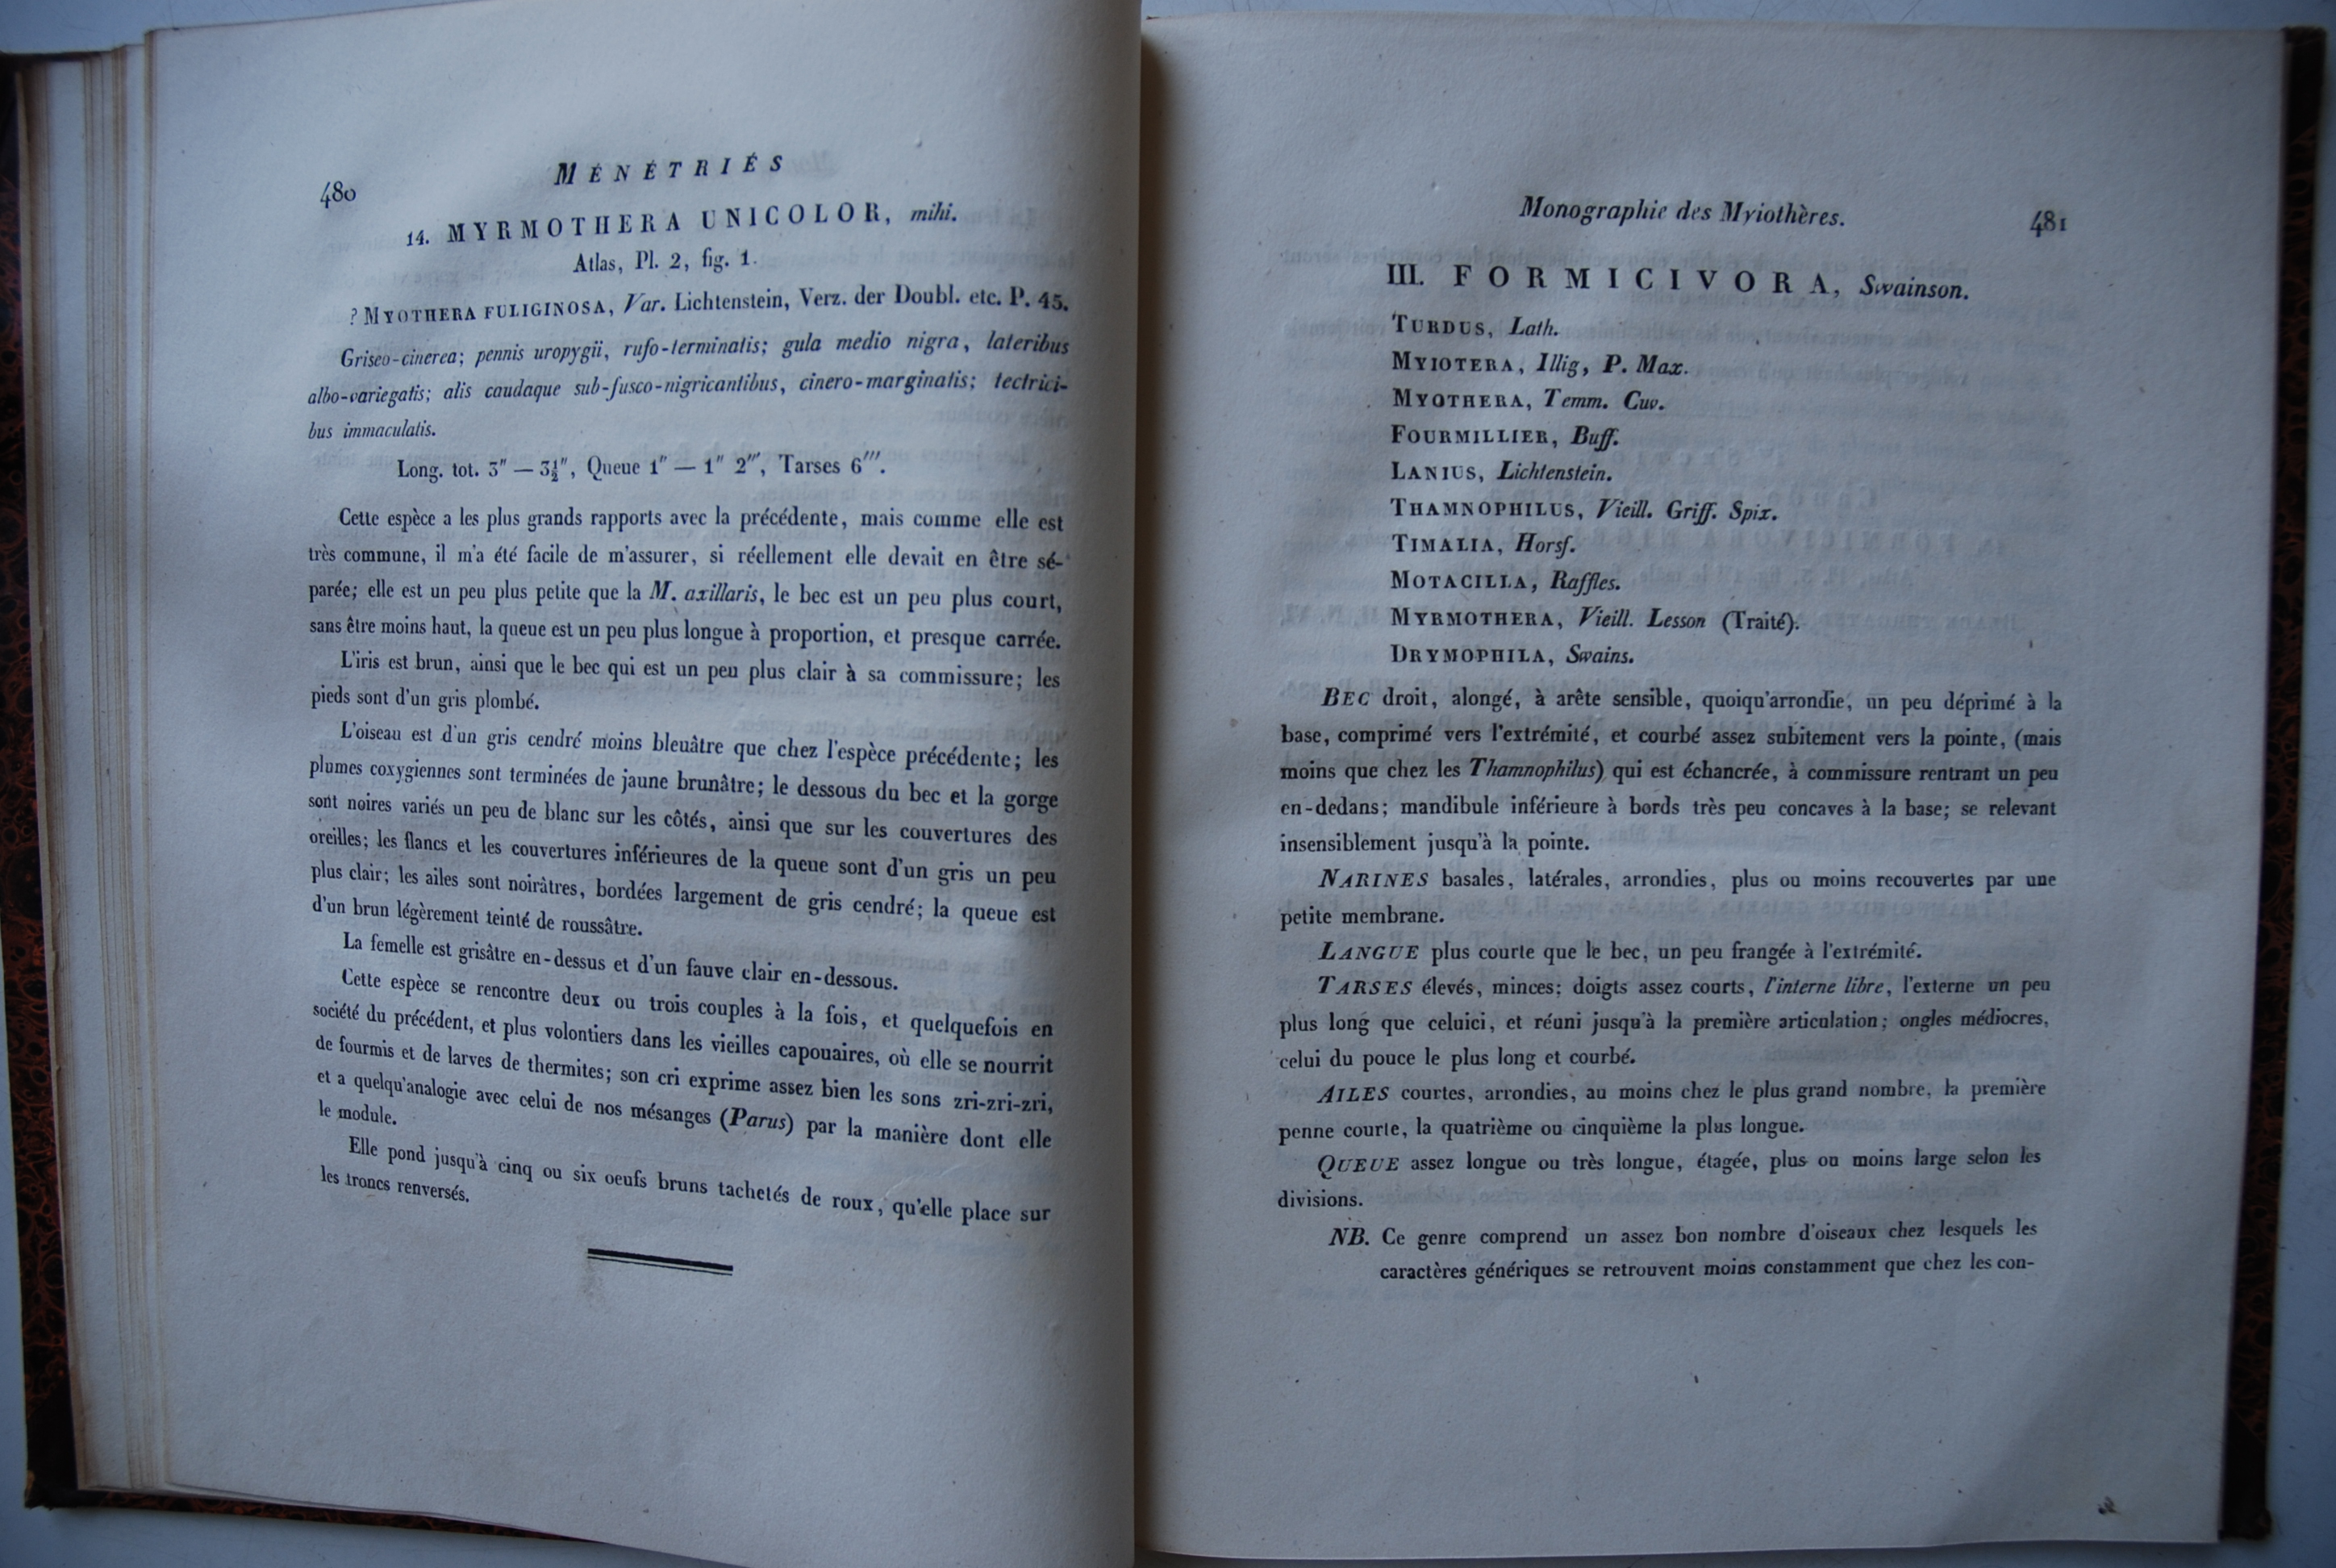 480
MÉNÉTRIÉS
14. MYRMOTHERA UNICOLOR, mihi.
Atlas, Pl. 2, fig. 1.
? MYOTHERA FULIGINOSA, Var. Lichtenstein, Verz. der Doubl. etc. P. 45.
Griseo-cinerea; pennis uropygii, rufo-terminatis; gula medio nigra, lateribus
albo-variegatis; alis caudaque sub-fusco-nigricantibus, cinero-marginatis; tectrici-
bus immaculatis.
Long. tot. 3″ — 3½″, Queue 1″ — 1″ 2‴, Tarses 6‴.
Cette espèce a les plus grands rapports avec la précédente, mais comme elle est
très commune, il m'a été facile de m'assurer, si réellement elle devait en être sé-
parée; elle est un peu plus petite que la M. axillaris, le bec est un peu plus court,
sans être moins haut, la queue est un peu plus longue à proportion, et presque carrée.
L'iris est brun, ainsi que le bec qui est un peu plus clair à sa commissure; les
pieds sont d'un gris plombé.
L'oiseau est d'un gris cendré moins bleuâtre que chez l'espèce précédente; les
plumes coxygiennes sont terminées de jaune brunâtre; le dessous du bec et la gorge
sont noires variés un peu de blanc sur les côtés, ainsi que sur les couvertures des
oreilles; les flancs et les couvertures inférieures de la queue sont d'un gris un peu
plus clair; les ailes sont noirâtres, bordées largement de gris cendré; la queue est
d'un brun légèrement teinté de roussâtre.
La femelle est grisâtre en-dessus et d'un fauve clair en-dessous.
Cette espèce se rencontre deux ou trois couples à la fois, et quelquefois en
société du précédent, et plus volontiers dans les vieilles capouaires, où elle se nourrit
de fourmis et de larves de thermites; son cri exprime assez bien les sons zri-zri-zri,
et a quelqu'analogie avec celui de nos mésanges (Parus) par la manière dont elle
le module.
Elle pond jusqu'à cinq ou six oeufs bruns tachetés de roux, qu'elle place sur
les troncs renversés.
Monographie des Myiothères.
481
III. FORMICIVORA, Swainson.
TURDUS, Lath.
MYIOTERA, Illig, P. Max.
MYOTHERA, Temm. Cuv.
FOURMILLIER, Buff.
LANIUS, Lichtenstein.
THAMNOPHILUS, Vieill. Griff. Spix.
TIMALIA, Horsf.
MOTACILLA, Raffles.
MYRMOTHERA, Vieill. Lesson (Traité).
DRYMOPHILA, Swains.
BEC droit, alongé, à arête sensible, quoiqu'arrondie, un peu déprimé à la
base, comprimé vers l'extrémité, et courbé assez subitement vers la pointe, (mais
moins que chez les Thamnophilus) qui est échancrée, à commissure rentrant un peu
en-dedans; mandibule inférieure à bords très peu concaves à la base; se relevant
insensiblement jusqu'à la pointe.
NARINES basales, latérales, arrondies, plus ou moins recouvertes par une
petite membrane.
LANGUE plus courte que le bec, un peu frangée à l'extrémité.
TARSES élevés, minces; doigts assez courts, l'interne libre, l'externe un peu
plus long que celuici, et réuni jusqu'à la première articulation; ongles médiocres,
celui du pouce le plus long et courbé.
AILES courtes, arrondies, au moins chez le plus grand nombre, la première
penne courte, la quatrième ou cinquième la plus longue.
QUEUE assez longue ou très longue, étagée, plus ou moins large selon les
divisions.
NB. Ce genre comprend un assez bon nombre d'oiseaux chez lesquels les
caractères génériques se retrouvent moins constamment que chez les con-